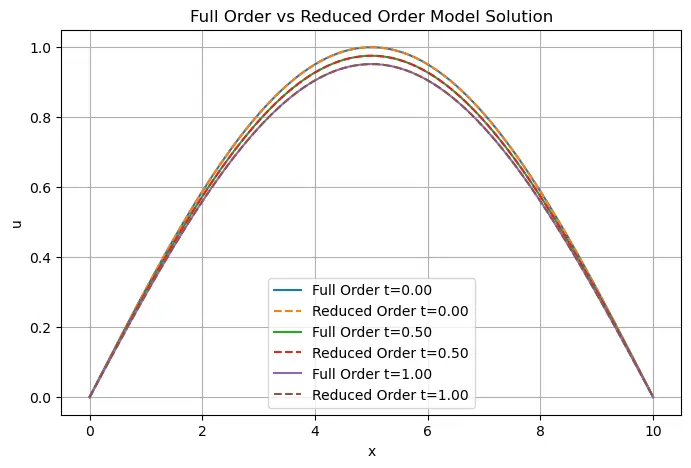 Full Order vs Reduced Order Model Solution
1.0
0.8
0.6
0.4
0.2
0.0
u
Full Order t=0.00
Reduced Order t=0.00
Full Order t=0.50
Reduced Order t=0.50
Full Order t=1.00
Reduced Order t=1.00
0 2 4 6 8 10
x